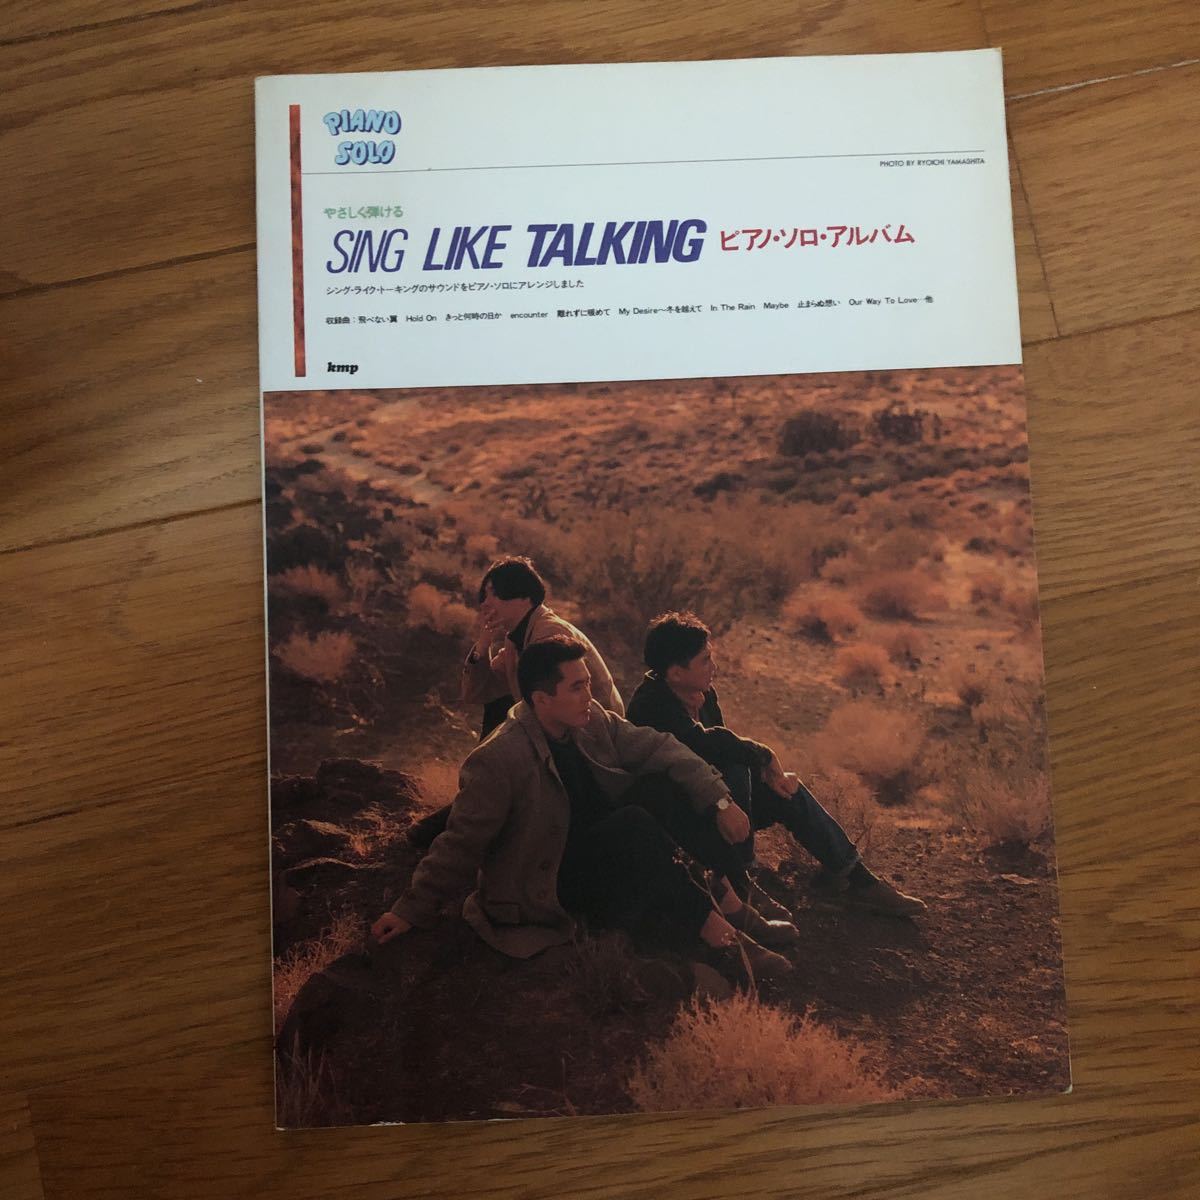 PIANO
SOLO
PHOTO BY RYOICHI YAMASHITA
やさしく弾ける
SING LIKE TALKING ピアノ・ソロ・アルバム
シング・ライク・トーキングのサウンドをピアノ・ソロにアレンジしました
収録曲：飛べない翼 Hold On きっと何時の日か encounter 離れずに暖めて My Desire〜冬を越えて In The Rain Maybe 止まらぬ想い Our Way To Love…他
kmp